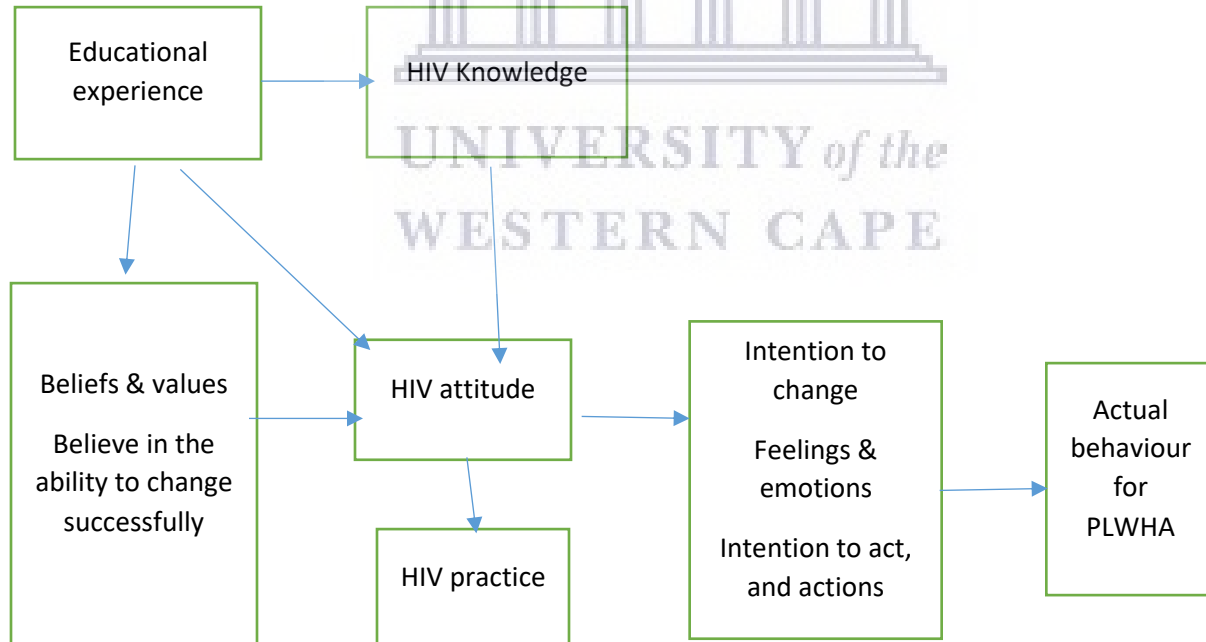 Educational
experience
HIV Knowledge
UNIVERSITY of the
WESTERN CAPE
Beliefs & values
Believe in the
ability to change
successfully
HIV attitude
HIV practice
Intention to
change
Feelings &
emotions
Intention to act,
and actions
Actual
behaviour
for
PLWHA